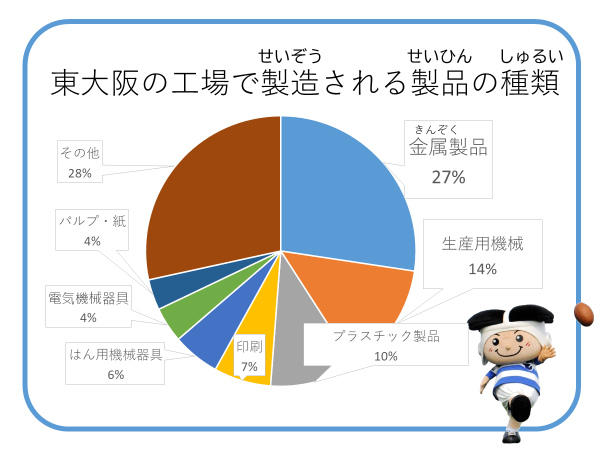 せいぞう せいひん しゅるい
東大阪の工場で製造される製品の種類
きんぞく
金属製品
27%
生産用機械
14%
プラスチック製品
10%
印刷
7%
はん用機械器具
6%
電気機械器具
4%
パルプ・紙
4%
その他
28%